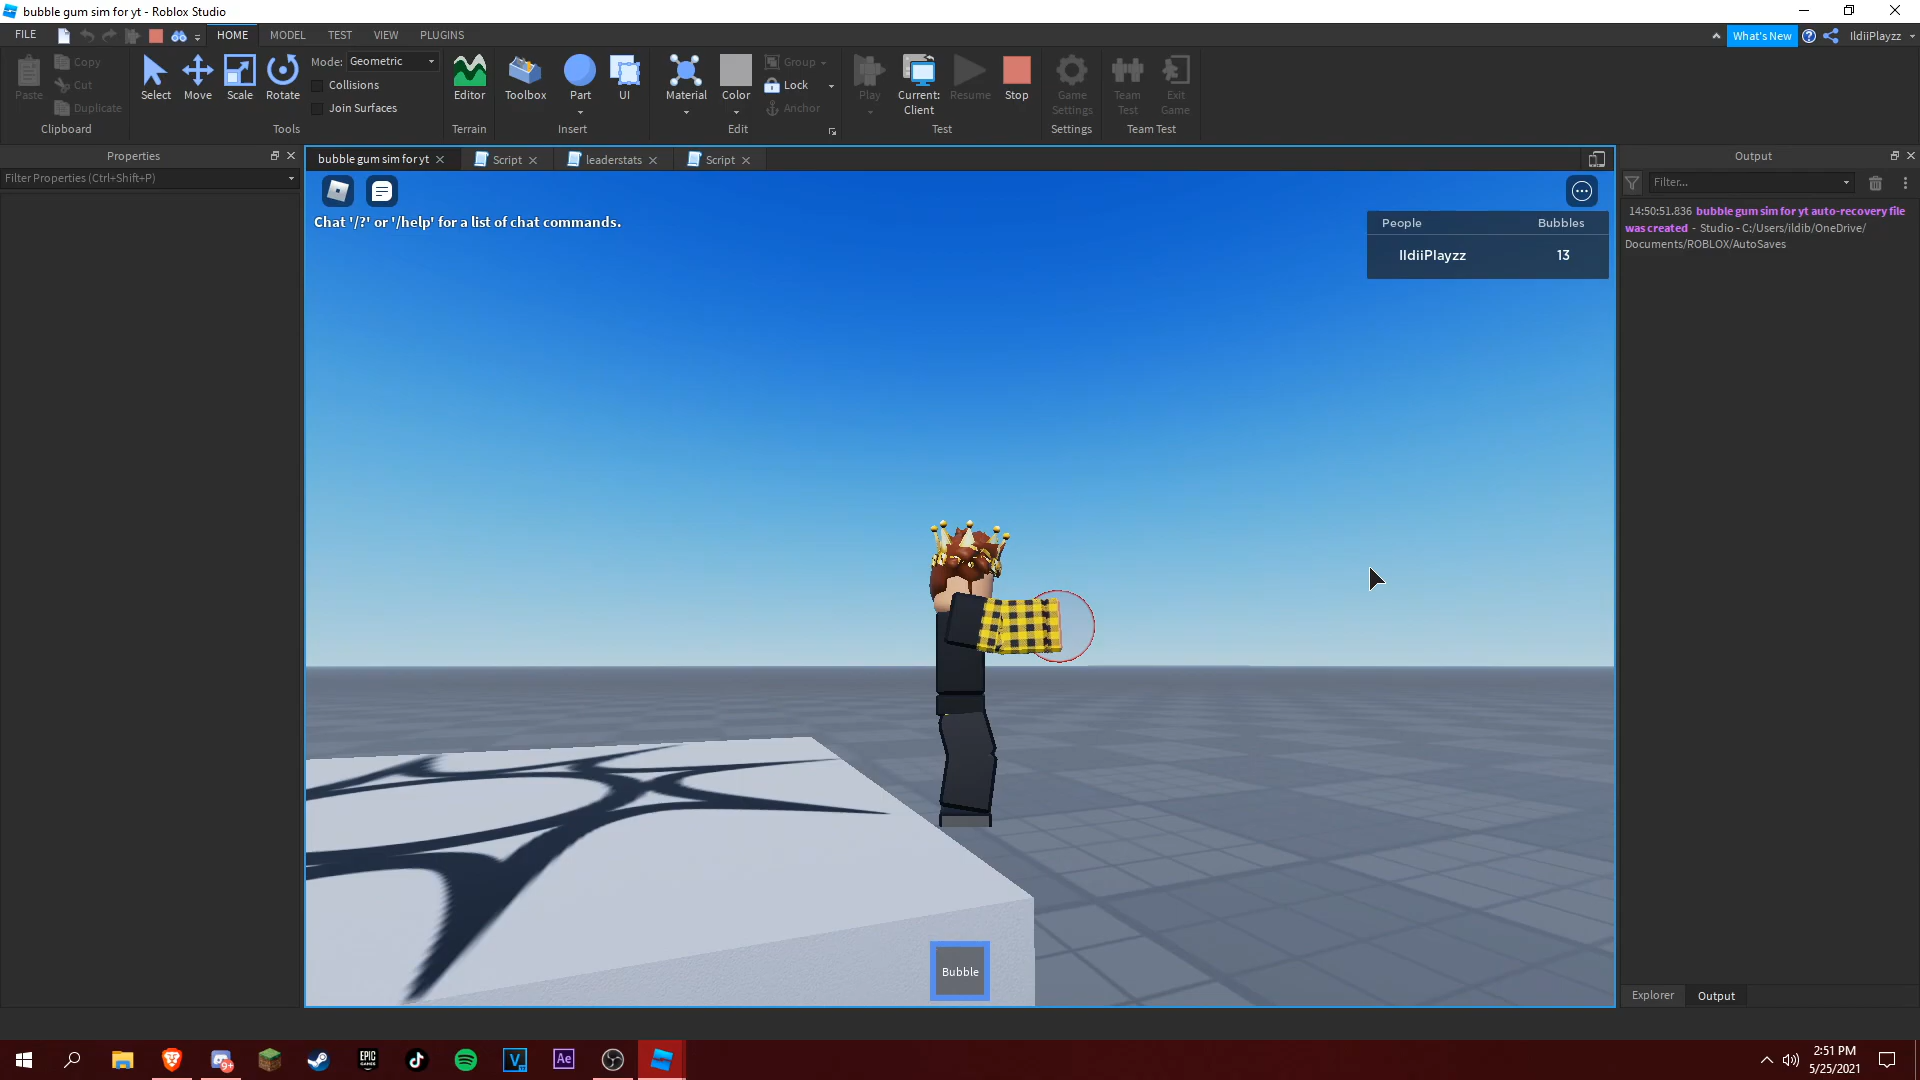 bubble gum sim for yt - Roblox Studio
FILE
HOME
MODEL
TEST
VIEW
PLUGINS
What's New
IldiiPlayzz
Paste
Copy
Cut
Duplicate
Clipboard
Select
Move
Scale
Rotate
Mode: Geometric
Collisions
Join Surfaces
Tools
Editor
Terrain
Toolbox
Part
UI
Insert
Material
Color
Group
Lock
Anchor
Edit
Play
Current:
Client
Resume
Stop
Test
Game
Settings
Settings
Team
Test
Exit
Game
Team Test
Properties
Filter Properties (Ctrl+Shift+P)
bubble gum sim for yt
Script
leaderstats
Script
Chat '/?' or '/help' for a list of chat commands.
People Bubbles
IldiiPlayzz 13
Bubble
Output
Filter...
14:50:51.836 bubble gum sim for yt auto-recovery file
was created - Studio - C:/Users/ildib/OneDrive/
Documents/ROBLOX/AutoSaves
Explorer
Output
9+
EPIC
GAMES
V
Ae
2:51 PM
5/25/2021